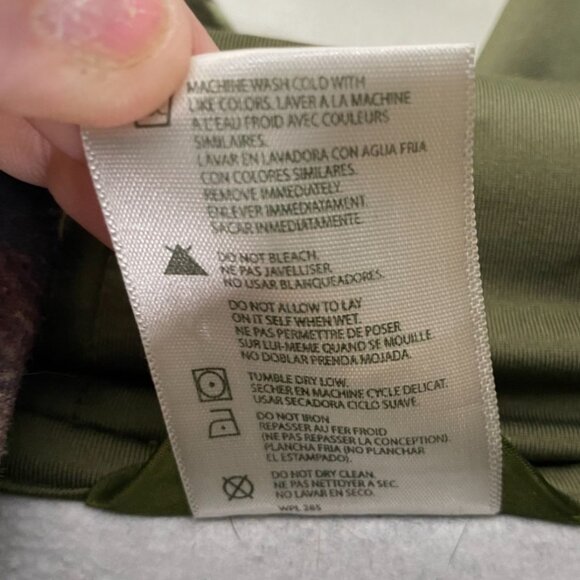 MACHINE WASH COLD WITH
LIKE COLORS. LAVER A LA MACHINE
A L'EAU FROID AVEC COULEURS
SIMILAIRES.
LAVAR EN LAVADORA CON AGUA FRIA
CON COLORES SIMILARES.
REMOVE IMMEDIATELY.
ENLEVER IMMEDIATAMENT.
SACAR INMEDIATAMENTE.
DO NOT BLEACH.
NE PAS JAVELLISER.
NO USAR BLANQUEADORES.
DO NOT ALLOW TO LAY
ON IT SELF WHEN WET.
NE PAS PERMETTRE DE POSER
SUR LUI-MEME QUAND SE MOUILLE
NO DOBLAR PRENDA MOJADA.
TUMBLE DRY LOW.
SECHER EN MACHINE CYCLE DELICAT.
USAR SECADORA CICLO SUAVE.
DO NOT IRON
REPASSER AU FER FROID
(NE PAS REPASSER LA CONCEPTION).
PLANCHA FRIA (NO PLANCHAR
EL ESTAMPADO).
DO NOT DRY CLEAN.
NE PAS NETTOYER A SEC.
NO LAVAR EN SECO.
WPL 285